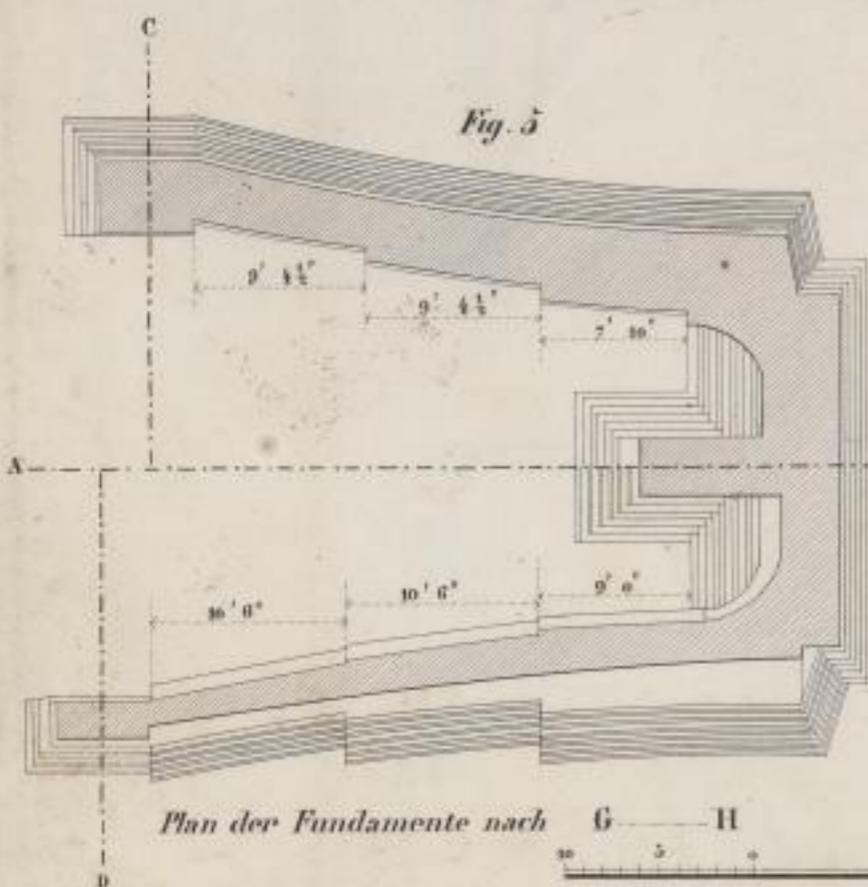 C
Fig. 5
9' 4½"
9' 4½"
7' 10"
A
10' 6"
10' 6"
9' 0"
Plan der Fundamente nach G H
10 5 0
D